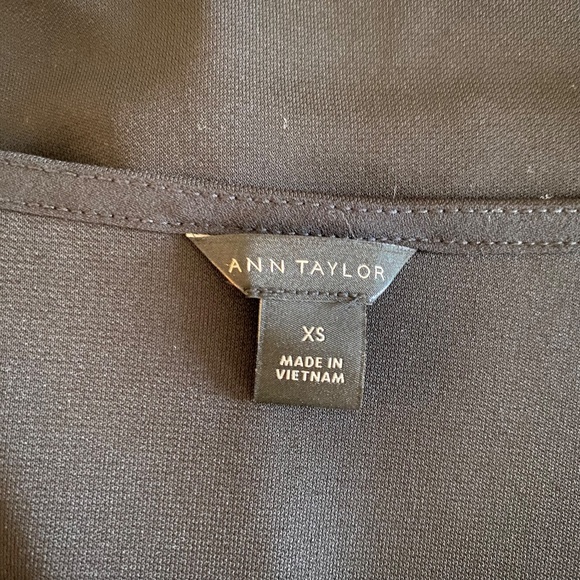 ANN TAYLOR
XS
MADE IN
VIETNAM